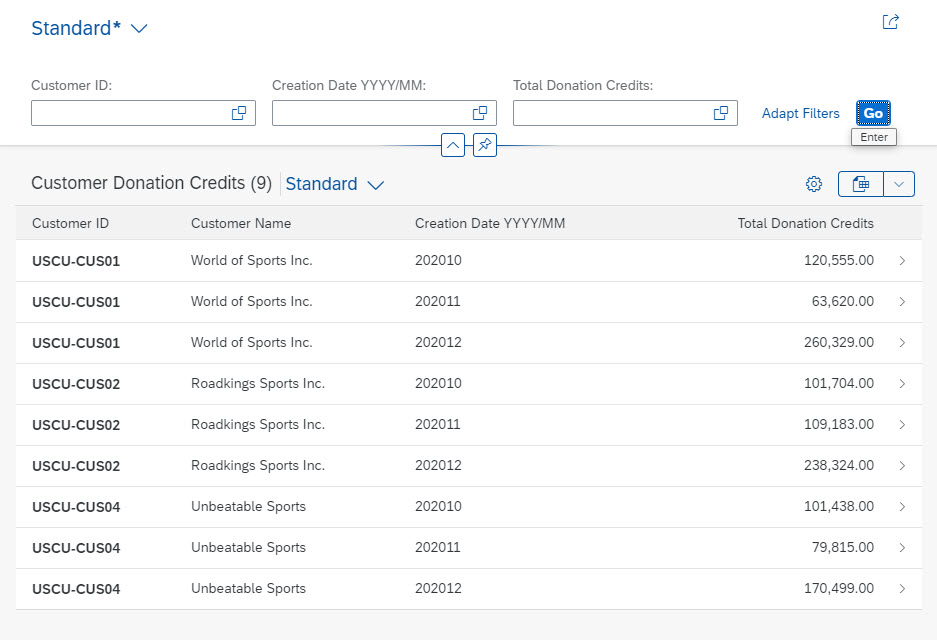 Standard*
Customer ID: Creation Date YYYY/MM: Total Donation Credits:
Adapt Filters Go
Enter
Customer Donation Credits (9) Standard
Customer ID Customer Name Creation Date YYYY/MM Total Donation Credits
USCU-CUS01 World of Sports Inc. 202010 120,555.00
USCU-CUS01 World of Sports Inc. 202011 63,620.00
USCU-CUS01 World of Sports Inc. 202012 260,329.00
USCU-CUS02 Roadkings Sports Inc. 202010 101,704.00
USCU-CUS02 Roadkings Sports Inc. 202011 109,183.00
USCU-CUS02 Roadkings Sports Inc. 202012 238,324.00
USCU-CUS04 Unbeatable Sports 202010 101,438.00
USCU-CUS04 Unbeatable Sports 202011 79,815.00
USCU-CUS04 Unbeatable Sports 202012 170,499.00